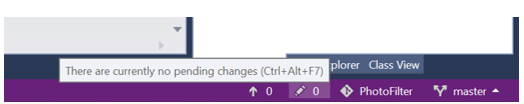 plorer Class View
There are currently no pending changes (Ctrl+Alt+F7)
0 0 PhotoFilter master